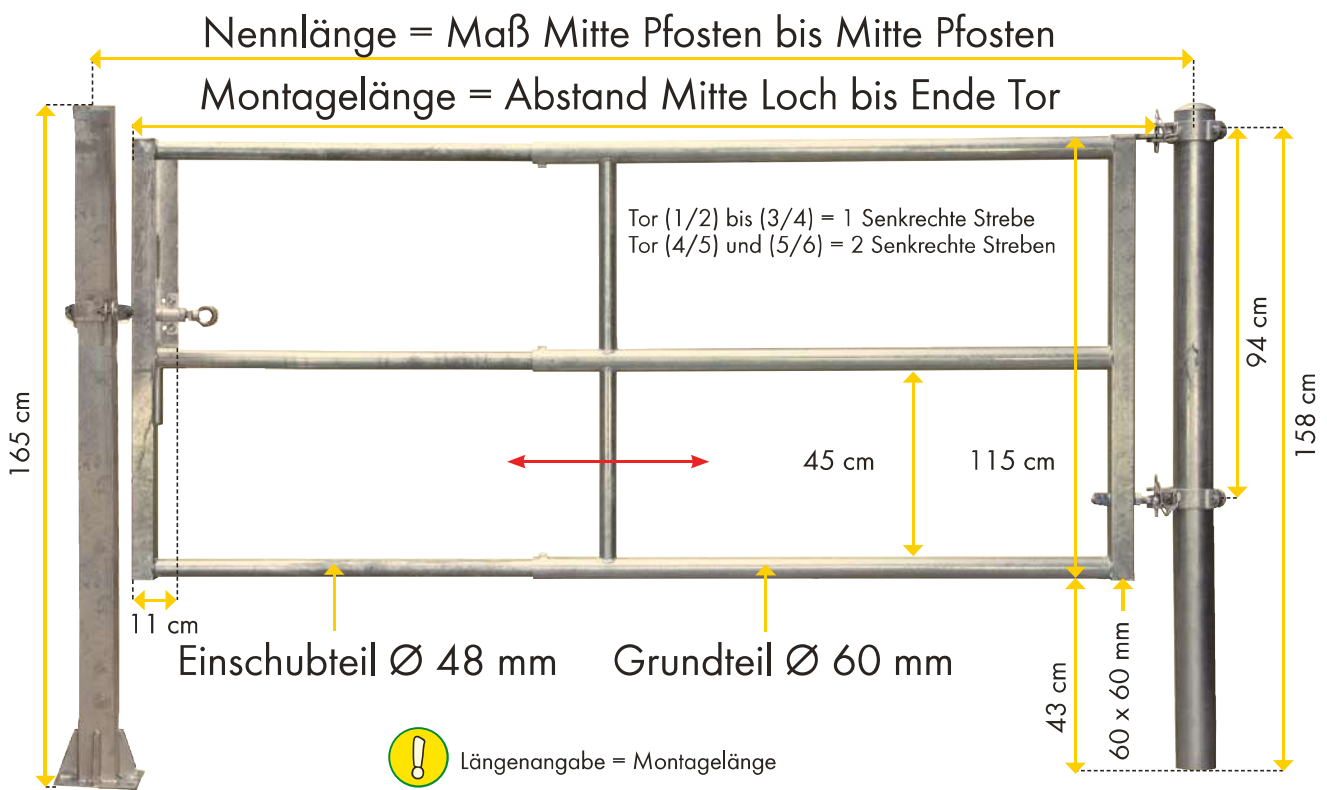 Nennlänge = Maß Mitte Pfosten bis Mitte Pfosten
Montagelänge = Abstand Mitte Loch bis Ende Tor
Tor (1/2) bis (3/4) = 1 Senkrechte Strebe
Tor (4/5) und (5/6) = 2 Senkrechte Streben
94 cm
165 cm
158 cm
45 cm
115 cm
11 cm
Einschubteil Ø 48 mm
Grundteil Ø 60 mm
43 cm
60 x 60 mm
Längenangabe = Montagelänge